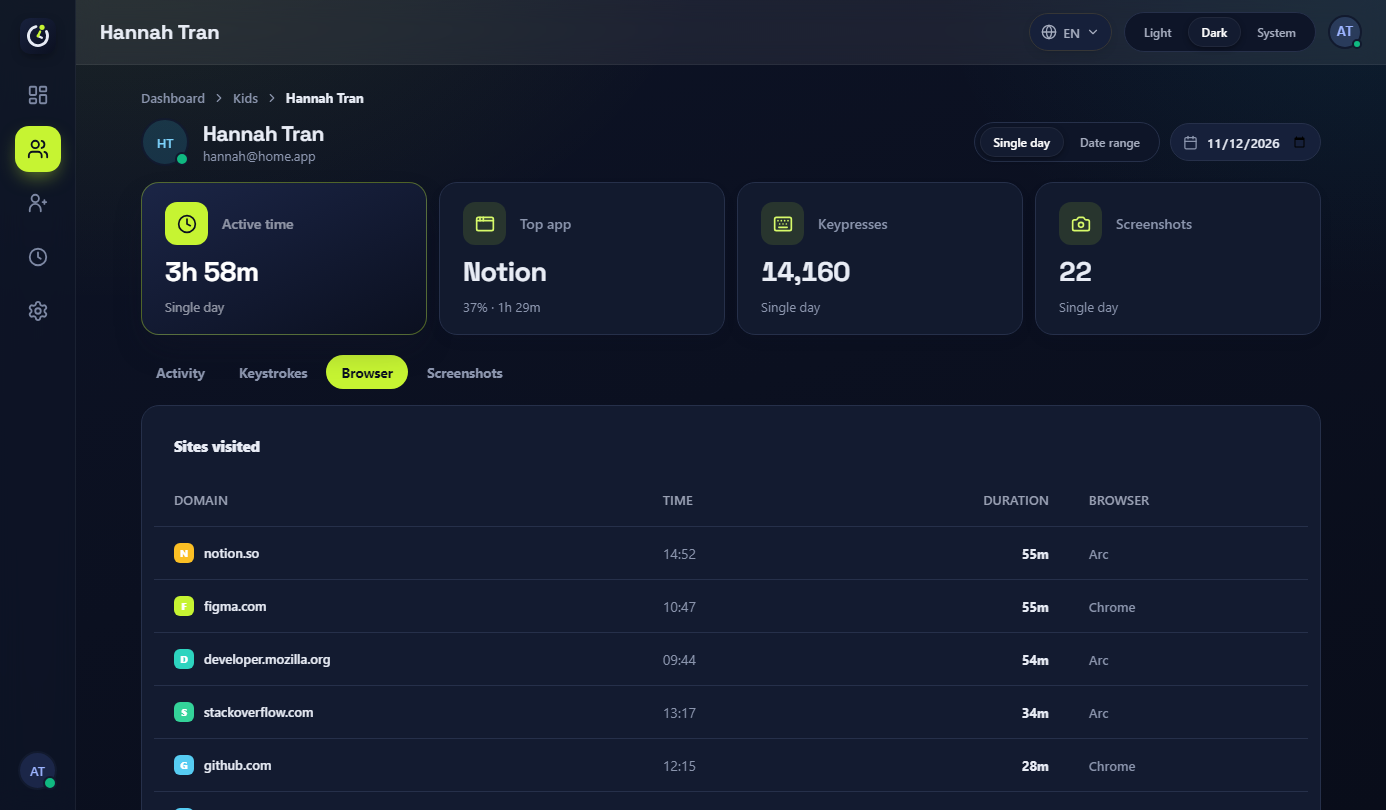 Hannah Tran
EN
Light Dark System
AT
Dashboard > Kids > Hannah Tran
HT
Hannah Tran
hannah@home.app
Single day Date range
11/12/2026
Active time
3h 58m
Single day
Top app
Notion
37% · 1h 29m
Keypresses
14,160
Single day
Screenshots
22
Single day
Activity Keystrokes Browser Screenshots
Sites visited
DOMAIN TIME DURATION BROWSER
N notion.so 14:52 55m Arc
F figma.com 10:47 55m Chrome
D developer.mozilla.org 09:44 54m Arc
S stackoverflow.com 13:17 34m Arc
G github.com 12:15 28m Chrome
AT